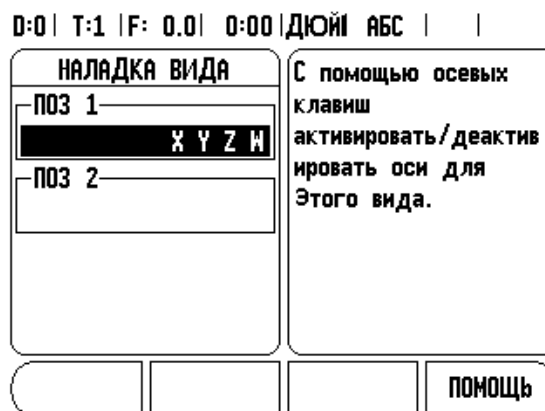 D:0 | T:1 | F: 0.0 | 0:00 | ДЮЙ| АБС | |
НАЛАДКА ВИДА
ПОЗ 1
X Y Z W
ПОЗ 2
С помощью осевых
клавиш
активировать/деактив
ировать оси для
Этого вида.
ПОМОЩЬ